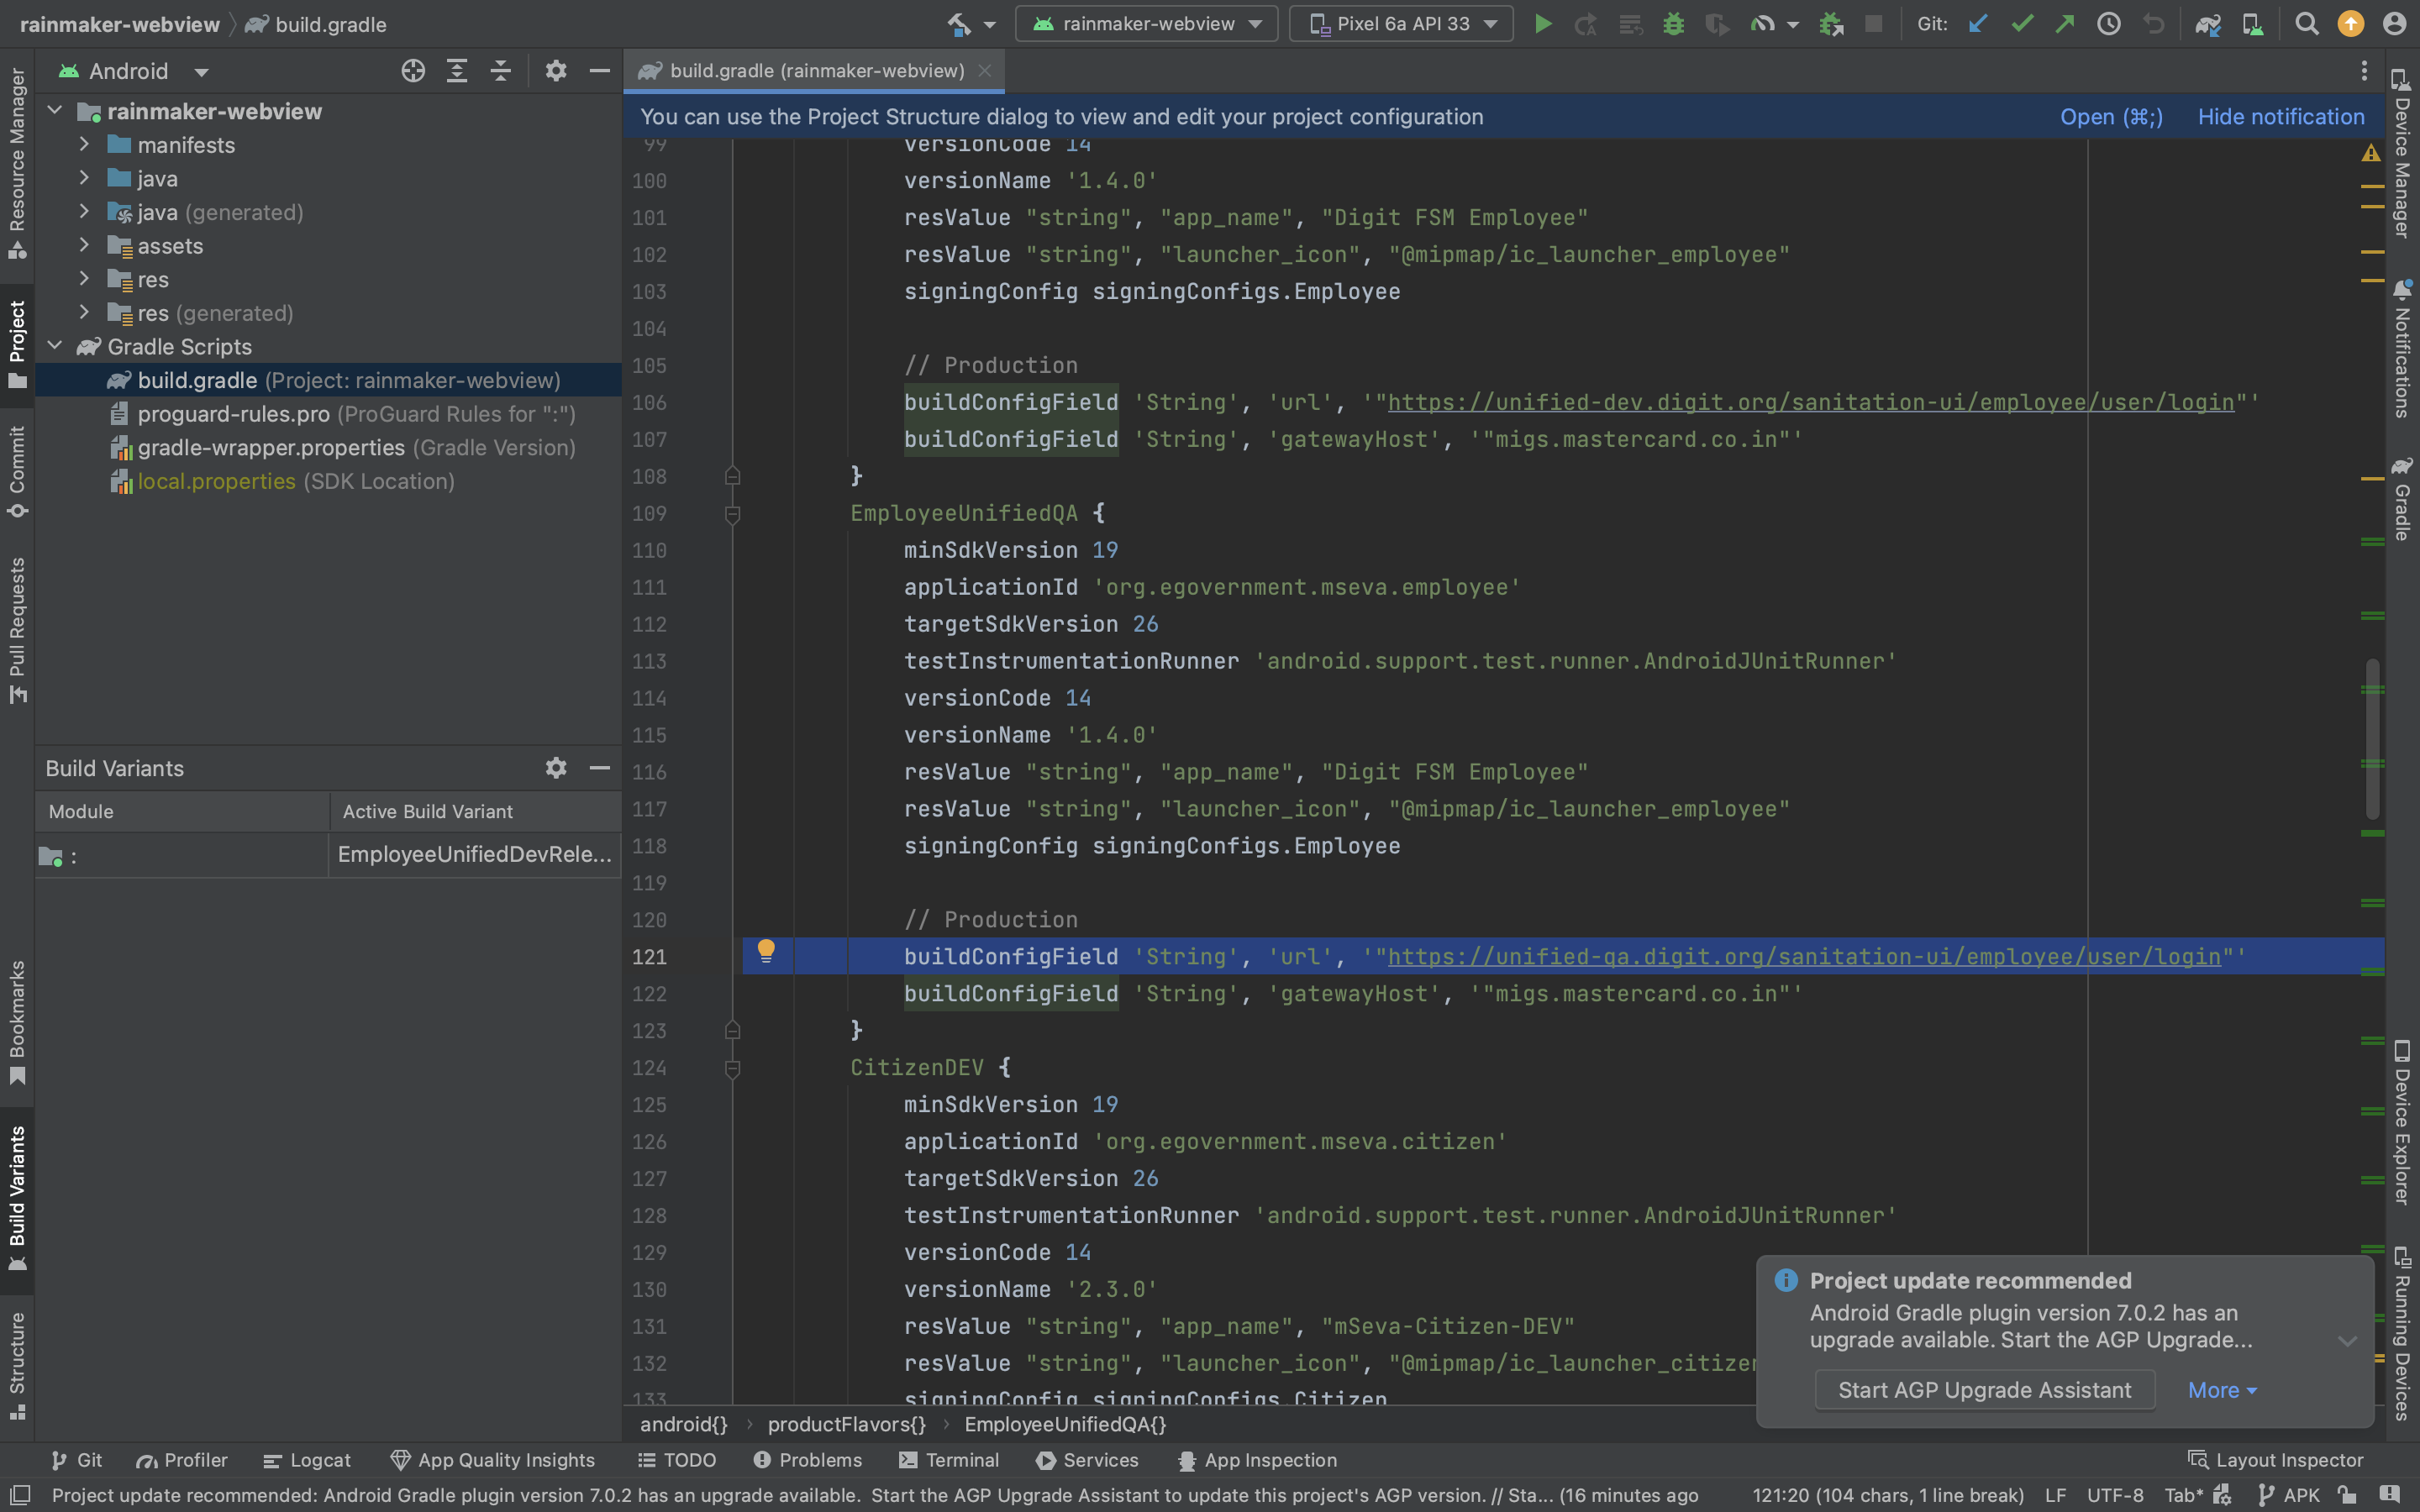 rainmaker-webview build.gradle
rainmaker-webview Pixel 6a API 33 Git:
Android
build.gradle (rainmaker-webview)
You can use the Project Structure dialog to view and edit your project configuration Open (⌘;) Hide notification
rainmaker-webview
manifests
java
java (generated)
assets
res
res (generated)
Gradle Scripts
build.gradle (Project: rainmaker-webview)
proguard-rules.pro (ProGuard Rules for ":")
gradle-wrapper.properties (Gradle Version)
local.properties (SDK Location)
Build Variants
Module Active Build Variant
: EmployeeUnifiedDevRele...
Resource Manager
Project
Commit
Pull Requests
Bookmarks
Build Variants
Structure
99 versionCode 14
100 versionName '1.4.0'
101 resValue "string", "app_name", "Digit FSM Employee"
102 resValue "string", "launcher_icon", "@mipmap/ic_launcher_employee"
103 signingConfig signingConfigs.Employee
104
105 // Production
106 buildConfigField 'String', 'url', '"https://unified-dev.digit.org/sanitation-ui/employee/user/login"'
107 buildConfigField 'String', 'gatewayHost', '"migs.mastercard.co.in"'
108 }
109 EmployeeUnifiedQA {
110 minSdkVersion 19
111 applicationId 'org.egovernment.mseva.employee'
112 targetSdkVersion 26
113 testInstrumentationRunner 'android.support.test.runner.AndroidJUnitRunner'
114 versionCode 14
115 versionName '1.4.0'
116 resValue "string", "app_name", "Digit FSM Employee"
117 resValue "string", "launcher_icon", "@mipmap/ic_launcher_employee"
118 signingConfig signingConfigs.Employee
119
120 // Production
121 buildConfigField 'String', 'url', '"https://unified-qa.digit.org/sanitation-ui/employee/user/login"'
122 buildConfigField 'String', 'gatewayHost', '"migs.mastercard.co.in"'
123 }
124 CitizenDEV {
125 minSdkVersion 19
126 applicationId 'org.egovernment.mseva.citizen'
127 targetSdkVersion 26
128 testInstrumentationRunner 'android.support.test.runner.AndroidJUnitRunner'
129 versionCode 14
130 versionName '2.3.0'
131 resValue "string", "app_name", "mSeva-Citizen-DEV"
132 resValue "string", "launcher_icon", "@mipmap/ic_launcher_citizen
133 signingConfig signingConfigs.Citizen
android{} productFlavors{} EmployeeUnifiedQA{}
Project update recommended
Android Gradle plugin version 7.0.2 has an
upgrade available. Start the AGP Upgrade...
Start AGP Upgrade Assistant More
Device Manager
Notifications
Gradle
Device Explorer
Running Devices
Git Profiler Logcat App Quality Insights TODO Problems Terminal Services App Inspection Layout Inspector
Project update recommended: Android Gradle plugin version 7.0.2 has an upgrade available. Start the AGP Upgrade Assistant to update this project's AGP version. // Sta... (16 minutes ago 121:20 (104 chars, 1 line break) LF UTF-8 Tab* APK